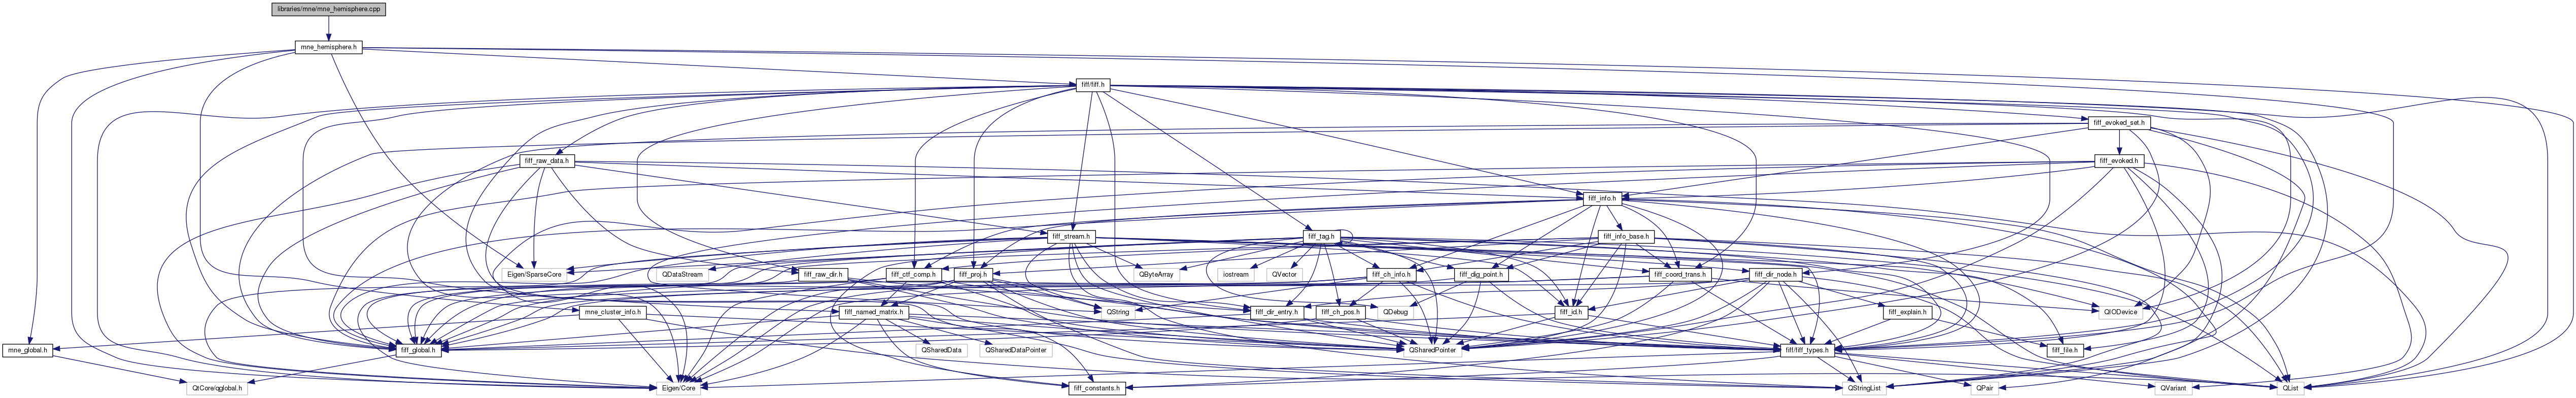 libraries/mne/mne_hemisphere.cpp
mne_hemisphere.h
fiff/fiff.h
fiff_evoked_set.h
fiff_raw_data.h
fiff_evoked.h
fiff_info.h
fiff_stream.h
fiff_tag.h
fiff_info_base.h
Eigen/SparseCore
QDataStream
fiff_raw_dir.h
fiff_ctf_comp.h
fiff_proj.h
QByteArray
iostream
QVector
fiff_ch_info.h
fiff_dig_point.h
fiff_coord_trans.h
fiff_dir_node.h
mne_cluster_info.h
fiff_named_matrix.h
QString
fiff_dir_entry.h
fiff_ch_pos.h
QDebug
fiff_id.h
fiff_explain.h
QIODevice
mne_global.h
fiff_global.h
QSharedData
QSharedDataPointer
QSharedPointer
fiff/fiff_types.h
fiff_file.h
QtCore/qglobal.h
Eigen/Core
fiff_constants.h
QStringList
QPair
QVariant
QList